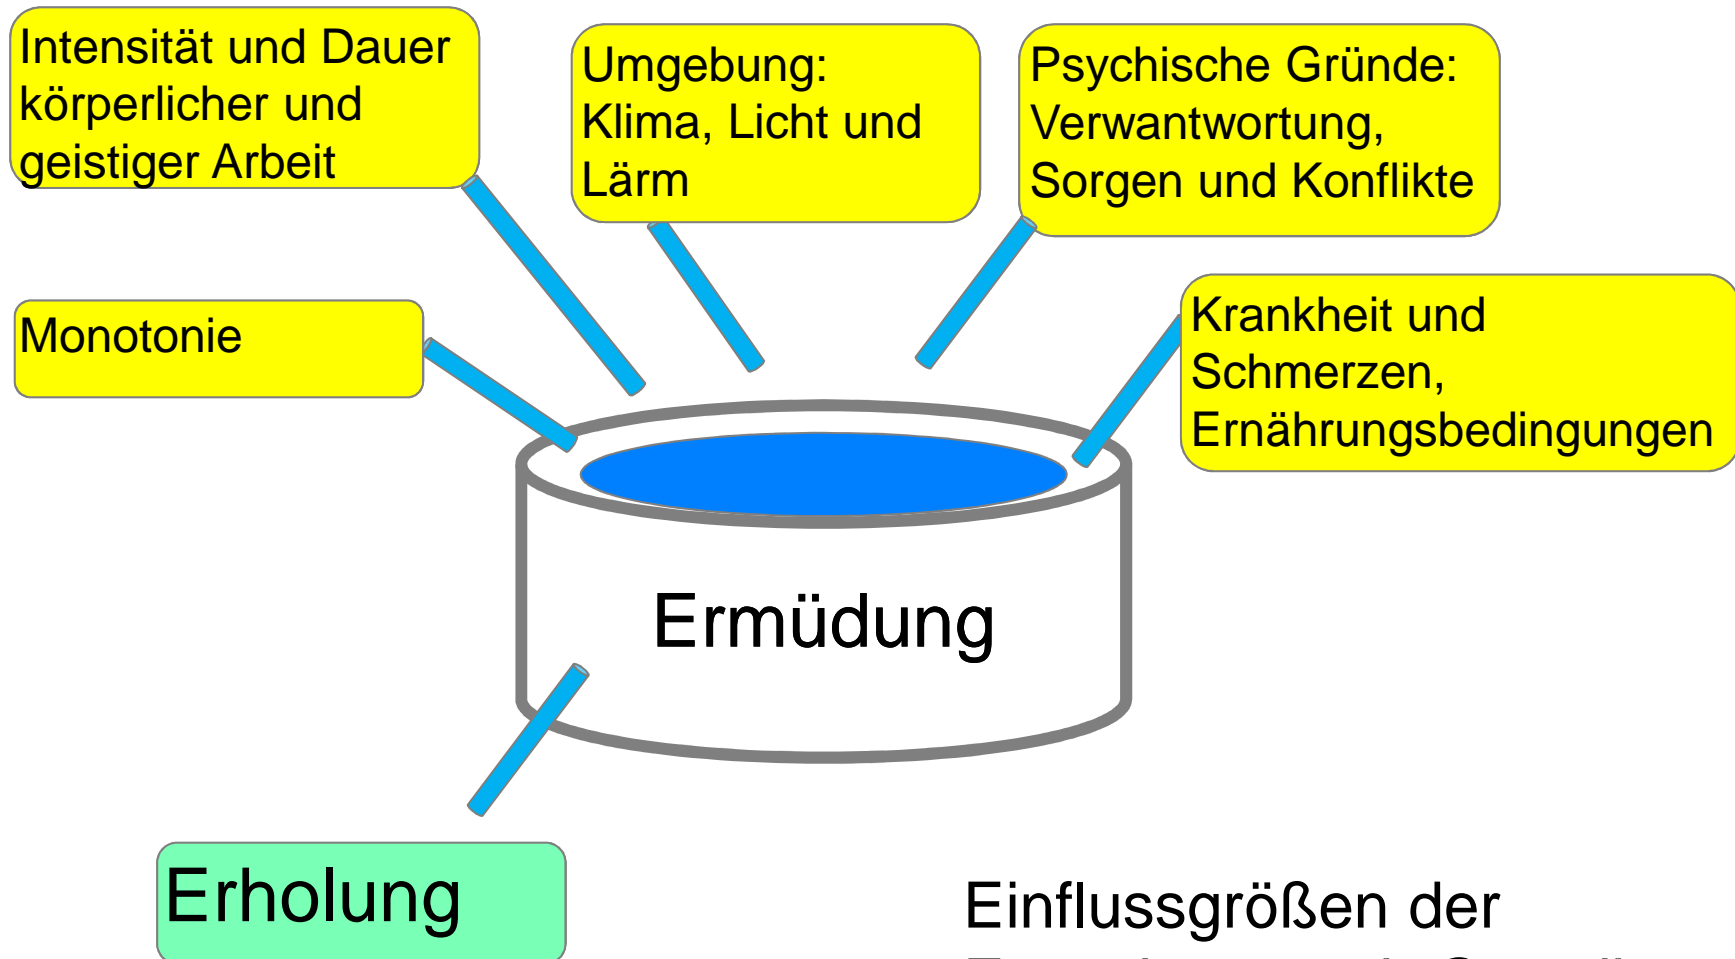 Intensität und Dauer
körperlicher und
geistiger Arbeit
Umgebung:
Klima, Licht und
Lärm
Psychische Gründe:
Verwantwortung,
Sorgen und Konflikte
Monotonie
Krankheit und
Schmerzen,
Ernährungsbedingungen
Ermüdung
Erholung
Einflussgrößen der